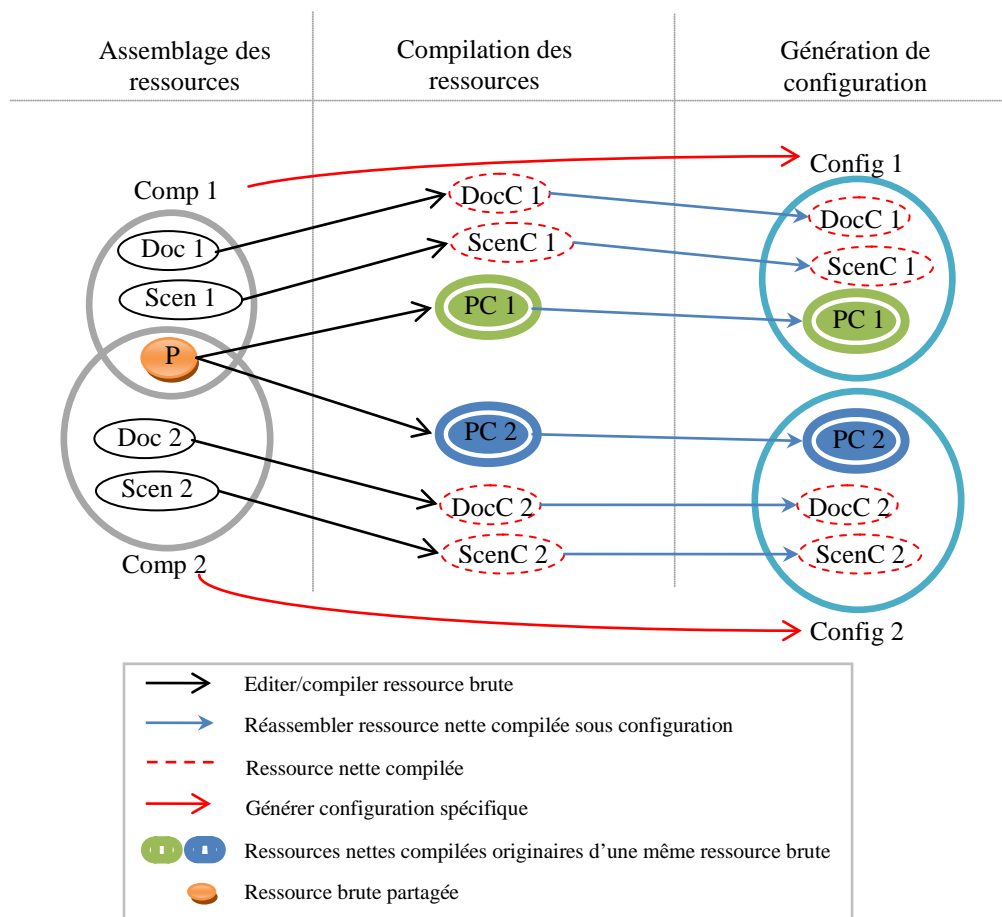 Assemblage des
ressources
Compilation des
ressources
Génération de
configuration
Comp 1
Doc 1
Scen 1
P
Doc 2
Scen 2
Comp 2
DocC 1
ScenC 1
PC 1
PC 2
DocC 2
ScenC 2
Config 1
DocC 1
ScenC 1
PC 1
PC 2
DocC 2
ScenC 2
Config 2
Editer/compiler ressource brute
Réassembler ressource nette compilée sous configuration
Ressource nette compilée
Générer configuration spécifique
Ressources nettes compilées originaires d’une même ressource brute
Ressource brute partagée